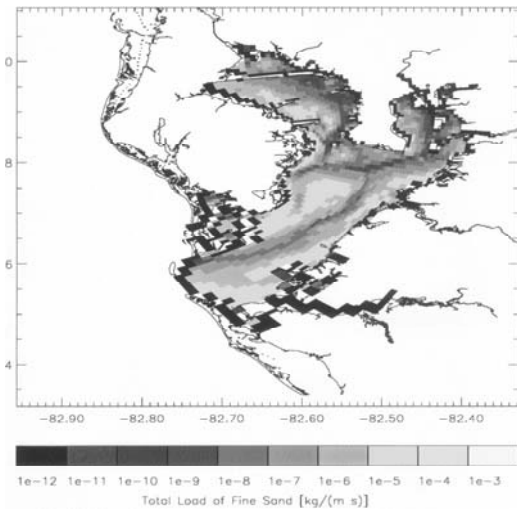 0
8
6
4
-82.90 -82.80 -82.70 -82.60 -82.50 -82.40
1e-12 1e-11 1e-10 1e-9 1e-8 1e-7 1e-6 1e-5 1e-4 1e-3
Total Load of Fine Sand [kg/(m s)]